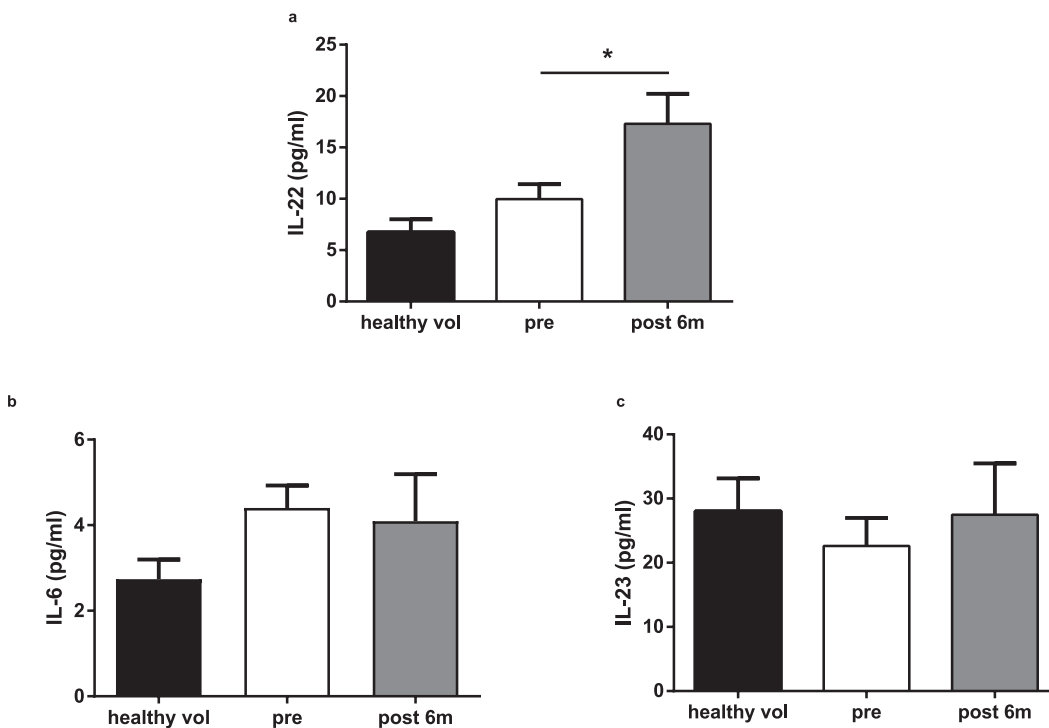 a
25
20
15
10
5
0
IL-22 (pg/ml)
*
healthy vol pre post 6m
b
6
4
2
0
IL-6 (pg/ml)
healthy vol pre post 6m
c
40
30
20
10
0
IL-23 (pg/ml)
healthy vol pre post 6m